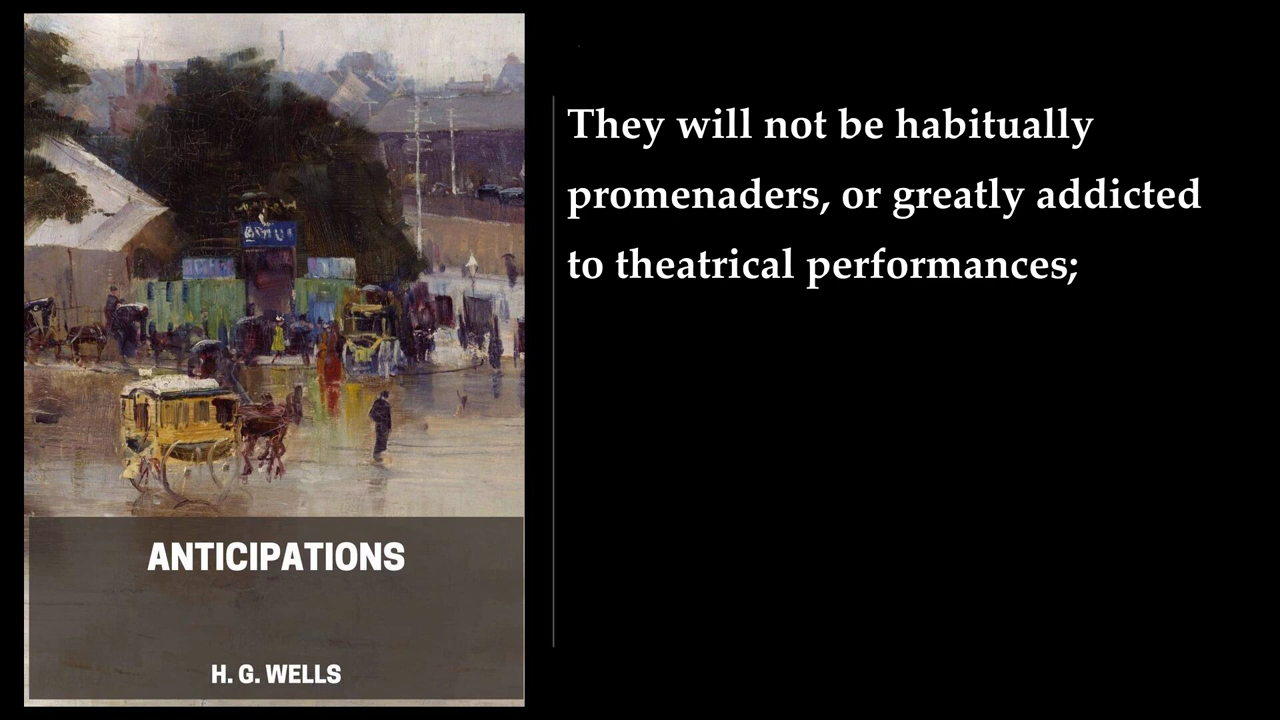 They will not be habitually
promenaders, or greatly addicted
to theatrical performances;
ANTICIPATIONS
H. G. WELLS